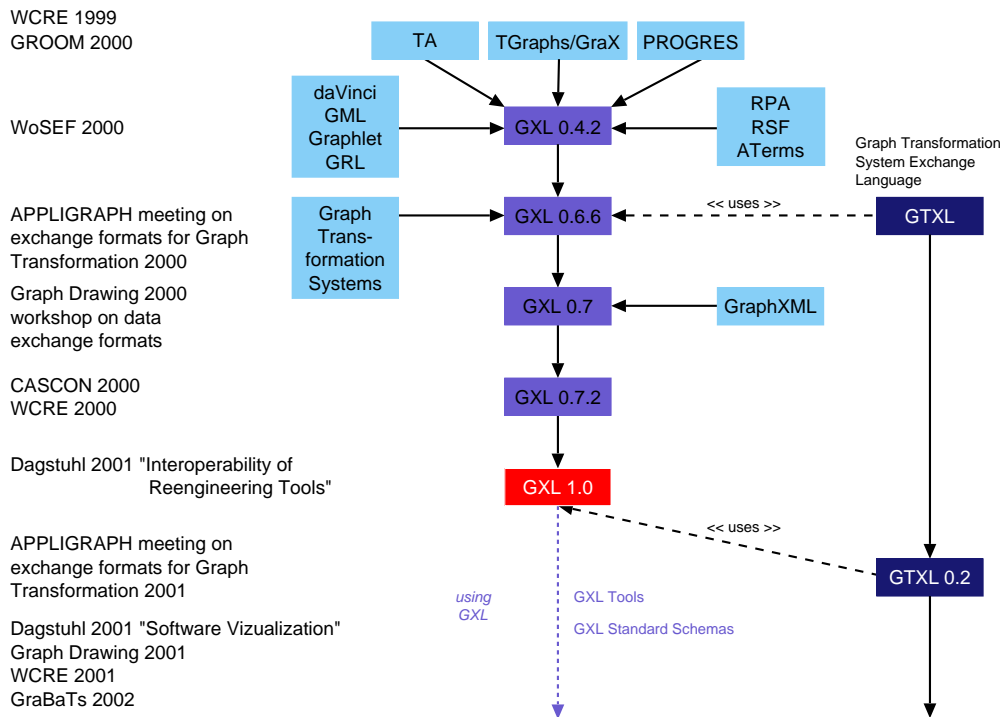 WCRE 1999
GROOM 2000
TA
TGraphs/GraX
PROGRES
daVinci
GML
Graphlet
GRL
WoSEF 2000
GXL 0.4.2
RPA
RSF
ATerms
Graph Transformation
System Exchange
Language
APPLIGRAPH meeting on
exchange formats for Graph
Transformation 2000
Graph
Trans-
formation
Systems
GXL 0.6.6
<< uses >>
GTXL
Graph Drawing 2000
workshop on data
exchange formats
GXL 0.7
GraphXML
CASCON 2000
WCRE 2000
GXL 0.7.2
Dagstuhl 2001 "Interoperability of
Reengineering Tools"
GXL 1.0
<< uses >>
APPLIGRAPH meeting on
exchange formats for Graph
Transformation 2001
GTXL 0.2
using
GXL
GXL Tools
GXL Standard Schemas
Dagstuhl 2001 "Software Vizualization"
Graph Drawing 2001
WCRE 2001
GraBaTs 2002